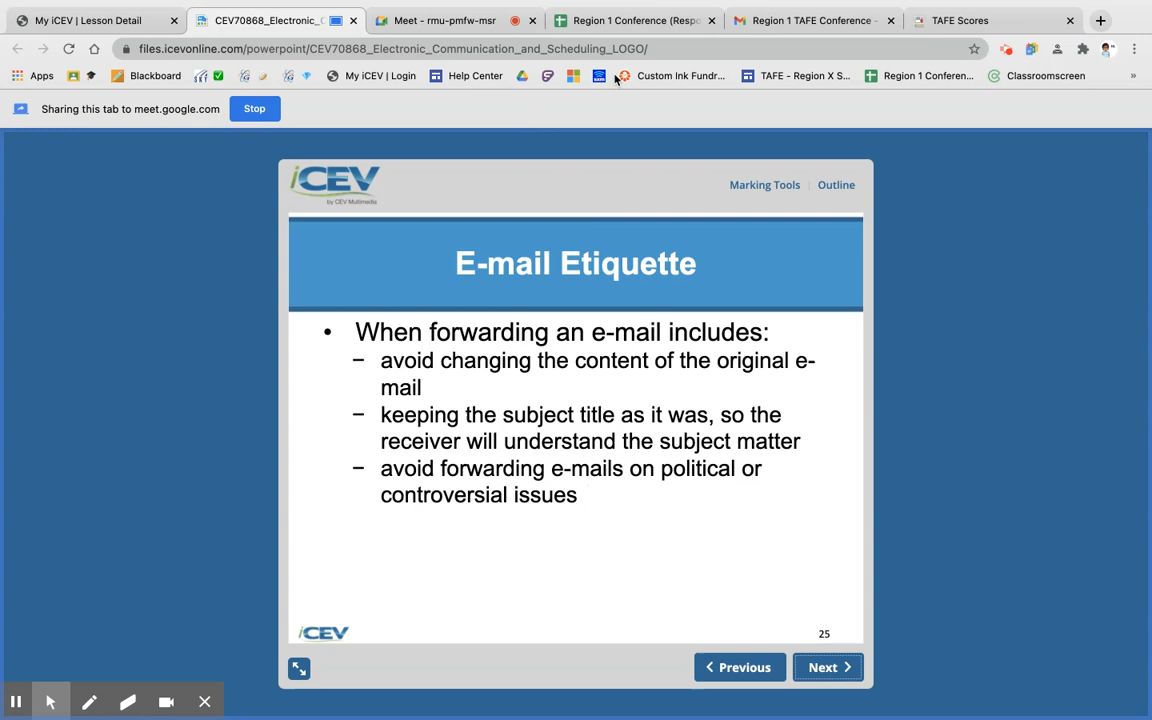 My iCEV | Lesson Detail
CEV70868_Electronic_C
Meet - rmu-pmfw-msr
Region 1 Conference (Respo
Region 1 TAFE Conference -
TAFE Scores
files.icevonline.com/powerpoint/CEV70868_Electronic_Communication_and_Scheduling_LOGO/
Apps
Blackboard
My iCEV | Login
Help Center
Custom Ink Fundr...
TAFE - Region X S...
Region 1 Conferen...
Classroomscreen
»
Sharing this tab to meet.google.com
Stop
iCEV
by CEV Multimedia
Marking Tools | Outline
E-mail Etiquette
• When forwarding an e-mail includes:
– avoid changing the content of the original e-
mail
– keeping the subject title as it was, so the
receiver will understand the subject matter
– avoid forwarding e-mails on political or
controversial issues
iCEV
25
Previous
Next